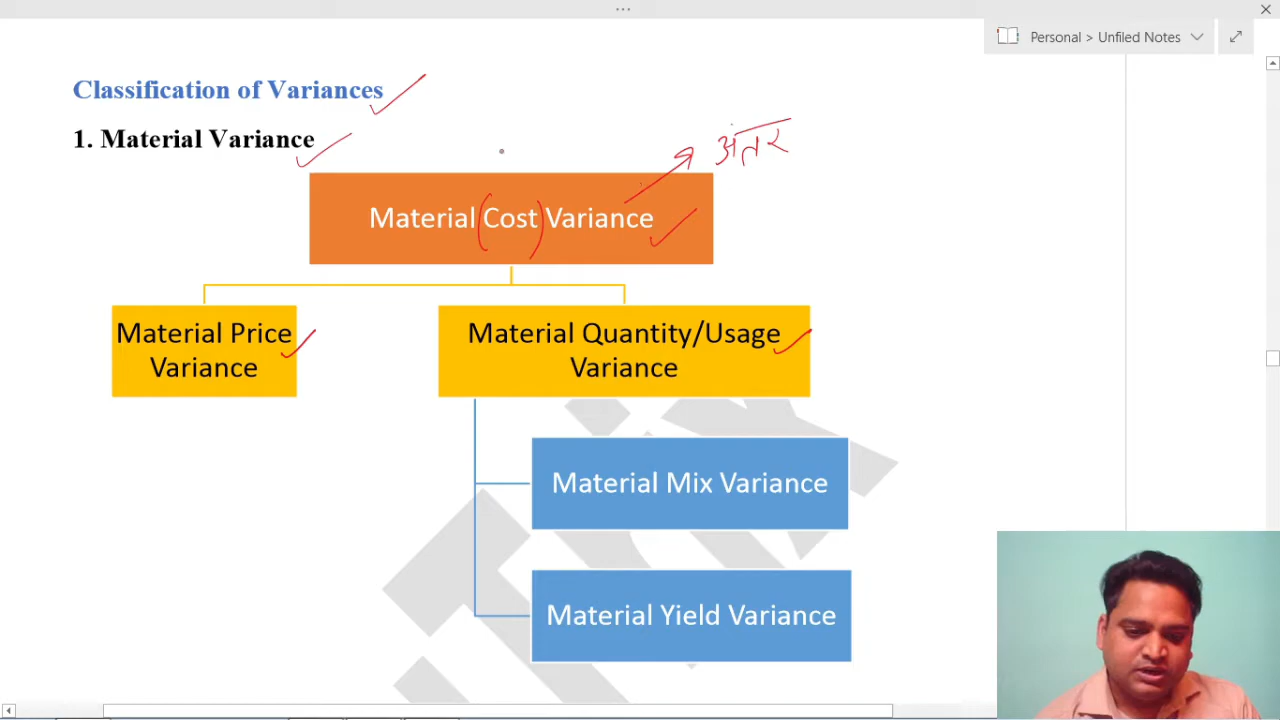 Personal > Unfiled Notes
Classification of Variances
1. Material Variance
अंतर
Material (Cost) Variance
Material Price
Variance
Material Quantity/Usage
Variance
Material Mix Variance
Material Yield Variance